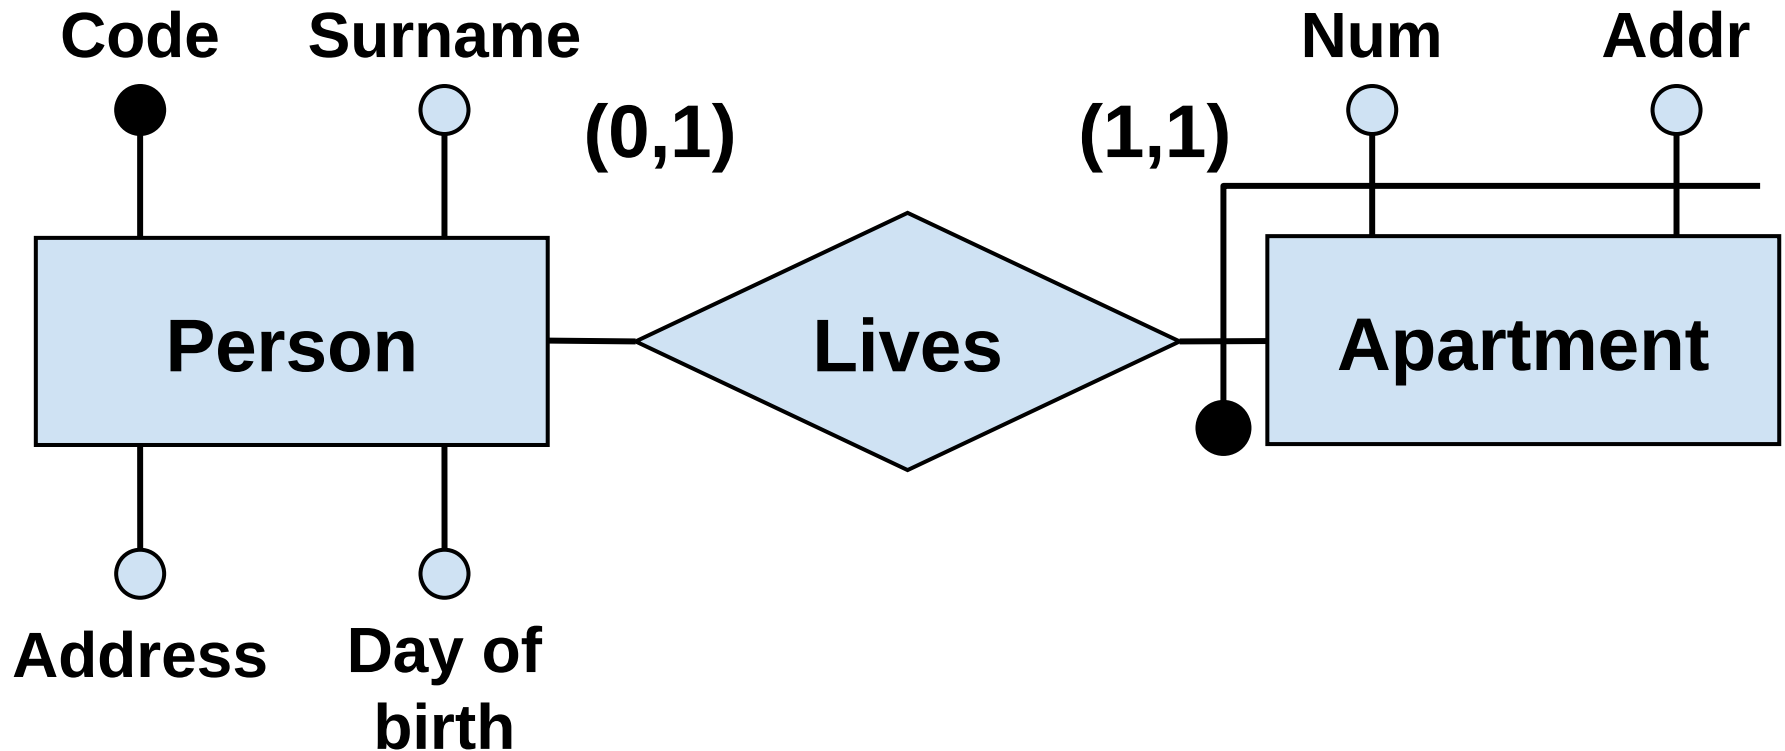 Code
Surname
Num
Addr
(0,1)
(1,1)
Person
Lives
Apartment
Address
Day of
birth